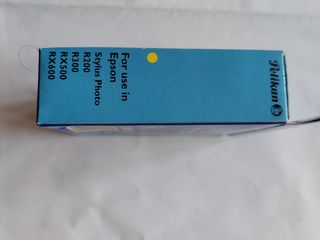 Pelikan
For use in
Epson
Stylus Photo
R200
R300
RX500
RX600